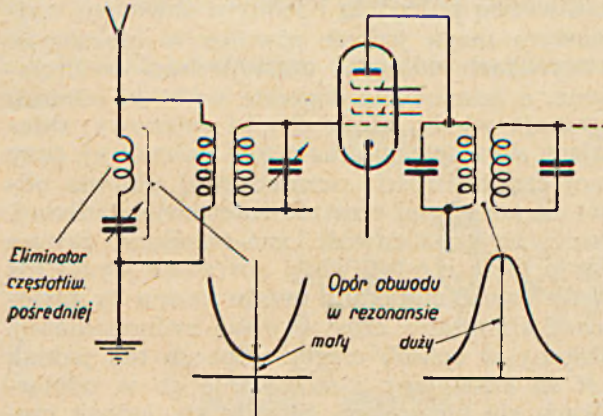 Eliminator
częstotliw.
pośredniej
Opór obwodu
w rezonansie
mały
duży